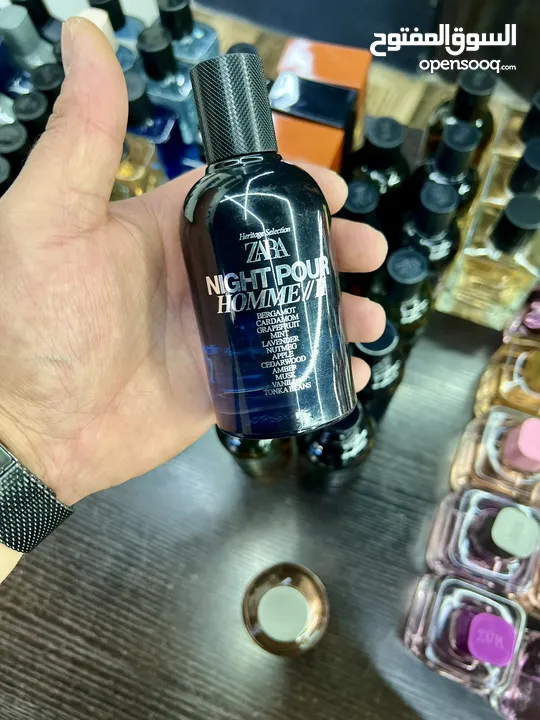 السوق المفتوح
opensooq.com
Heritage Selection
ZARA
NIGHT POUR
HOMME // II
BERGAMOT
CARDAMOM
GRAPEFRUIT
MINT
LAVENDER
NUTMEG
APPLE
CEDARWOOD
AMBER
MUSK
VANILLA
TONKA BEANS
ZARA